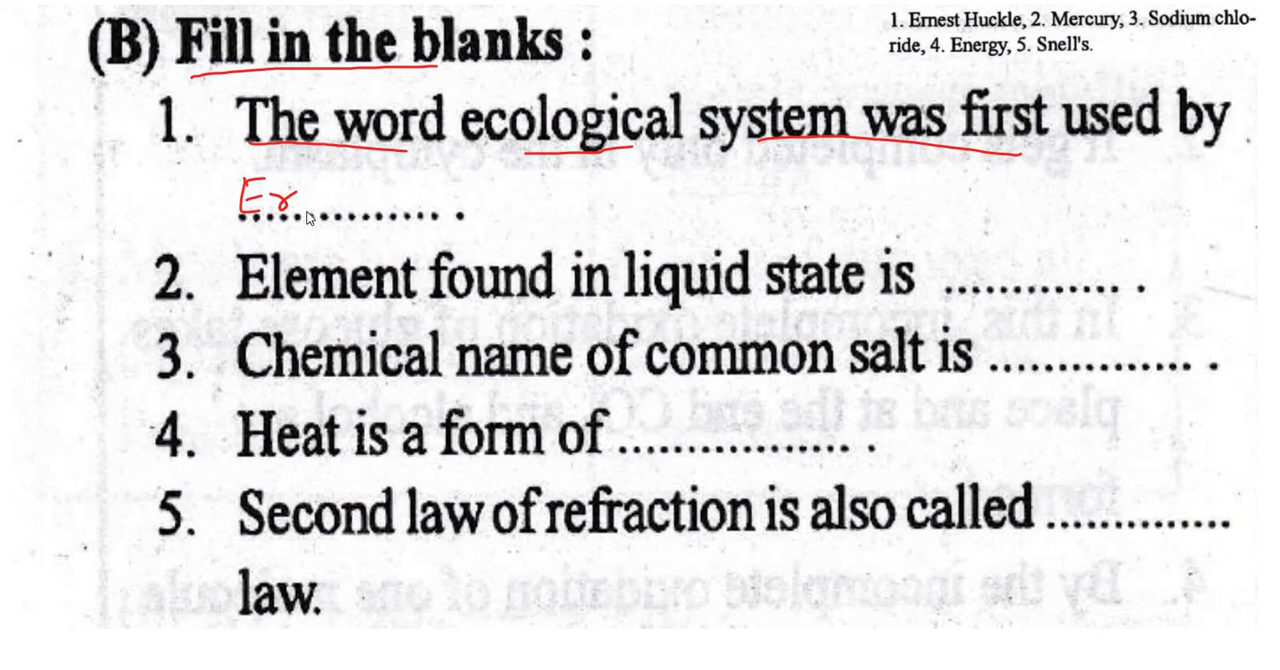 (B) Fill in the blanks :
1. Ernest Huckle, 2. Mercury, 3. Sodium chlo-
ride, 4. Energy, 5. Snell's.
1. The word ecological system was first used by
Er ............... .
2. Element found in liquid state is ............. .
3. Chemical name of common salt is ............... .
4. Heat is a form of ................. .
5. Second law of refraction is also called ..............
law.